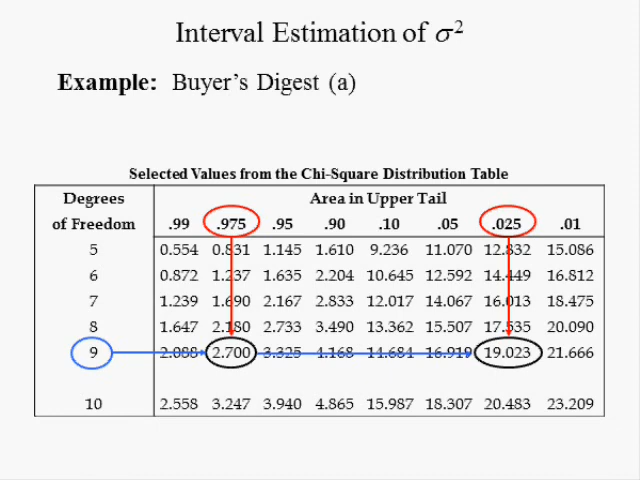 Interval Estimation of σ²
Example: Buyer's Digest (a)
Selected Values from the Chi-Square Distribution Table
Degrees Area in Upper Tail
of Freedom .99 .975 .95 .90 .10 .05 .025 .01
5 0.554 0.831 1.145 1.610 9.236 11.070 12.832 15.086
6 0.872 1.237 1.635 2.204 10.645 12.592 14.449 16.812
7 1.239 1.690 2.167 2.833 12.017 14.067 16.013 18.475
8 1.647 2.180 2.733 3.490 13.362 15.507 17.535 20.090
9 2.088 2.700 3.325 4.168 14.684 16.919 19.023 21.666
10 2.558 3.247 3.940 4.865 15.987 18.307 20.483 23.209